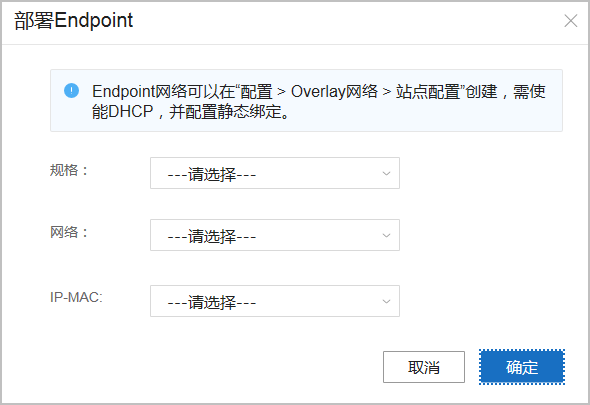 部署Endpoint
Endpoint网络可以在“配置 > Overlay网络 > 站点配置”创建，需使
能DHCP，并配置静态绑定。
规格：
---请选择---
网络：
---请选择---
IP-MAC:
---请选择---
取消
确定